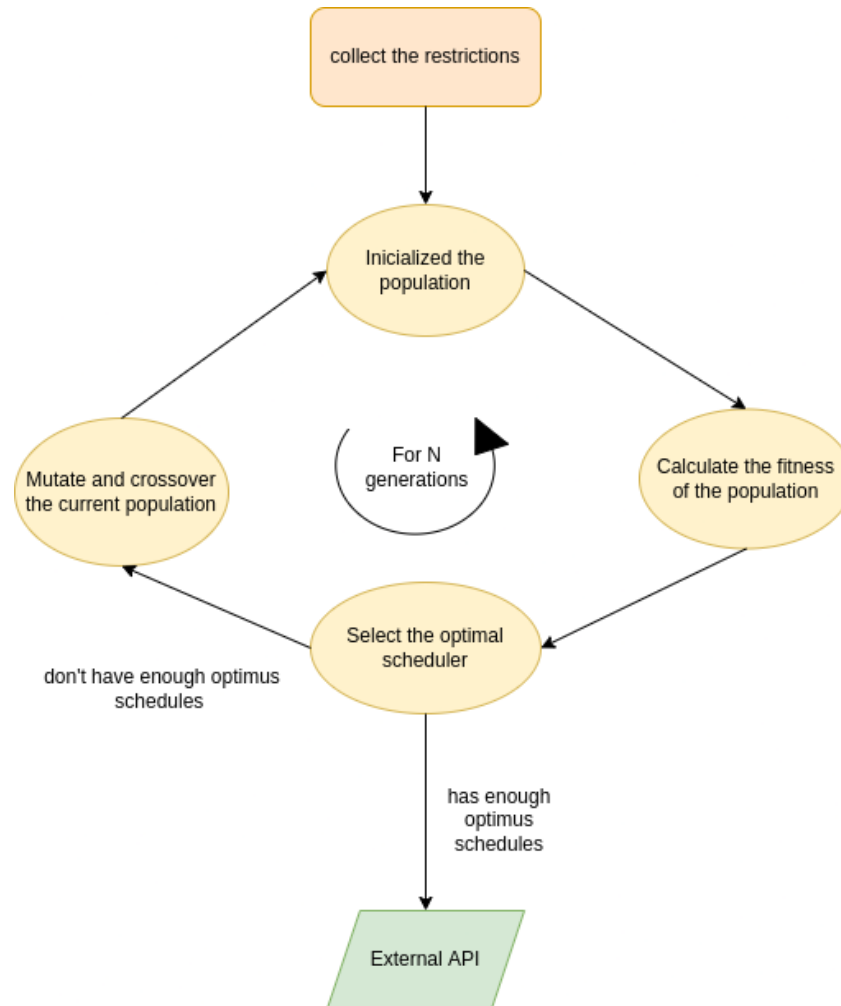 collect the restrictions
Inicialized the
population
For N
generations
Mutate and crossover
the current population
Calculate the fitness
of the population
Select the optimal
scheduler
don't have enough optimus
schedules
has enough
optimus
schedules
External API